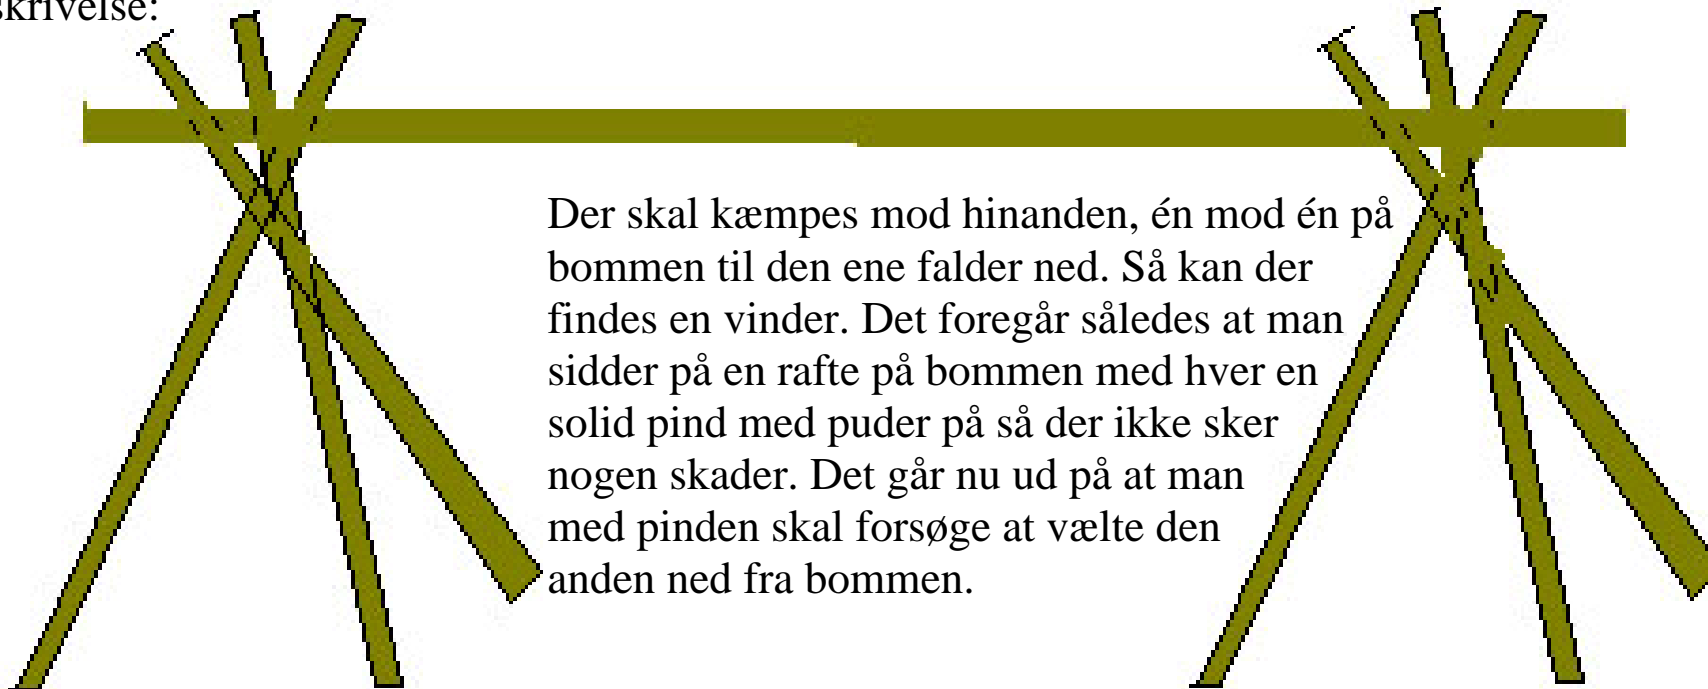 skrivelse:
Der skal kæmpes mod hinanden, én mod én på
bommen til den ene falder ned. Så kan der
findes en vinder. Det foregår således at man
sidder på en rafte på bommen med hver en
solid pind med puder på så der ikke sker
nogen skader. Det går nu ud på at man
med pinden skal forsøge at vælte den
anden ned fra bommen.